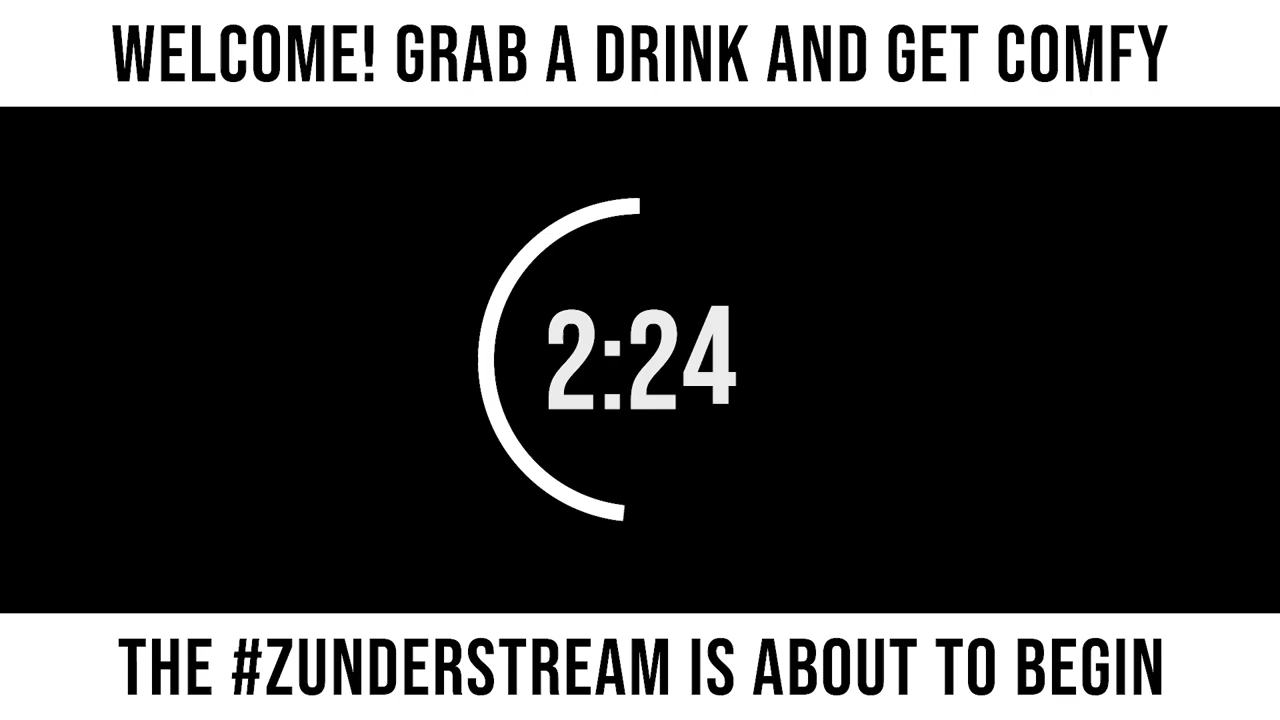 WELCOME! GRAB A DRINK AND GET COMFY
2:24
THE #ZUNDERSTREAM IS ABOUT TO BEGIN